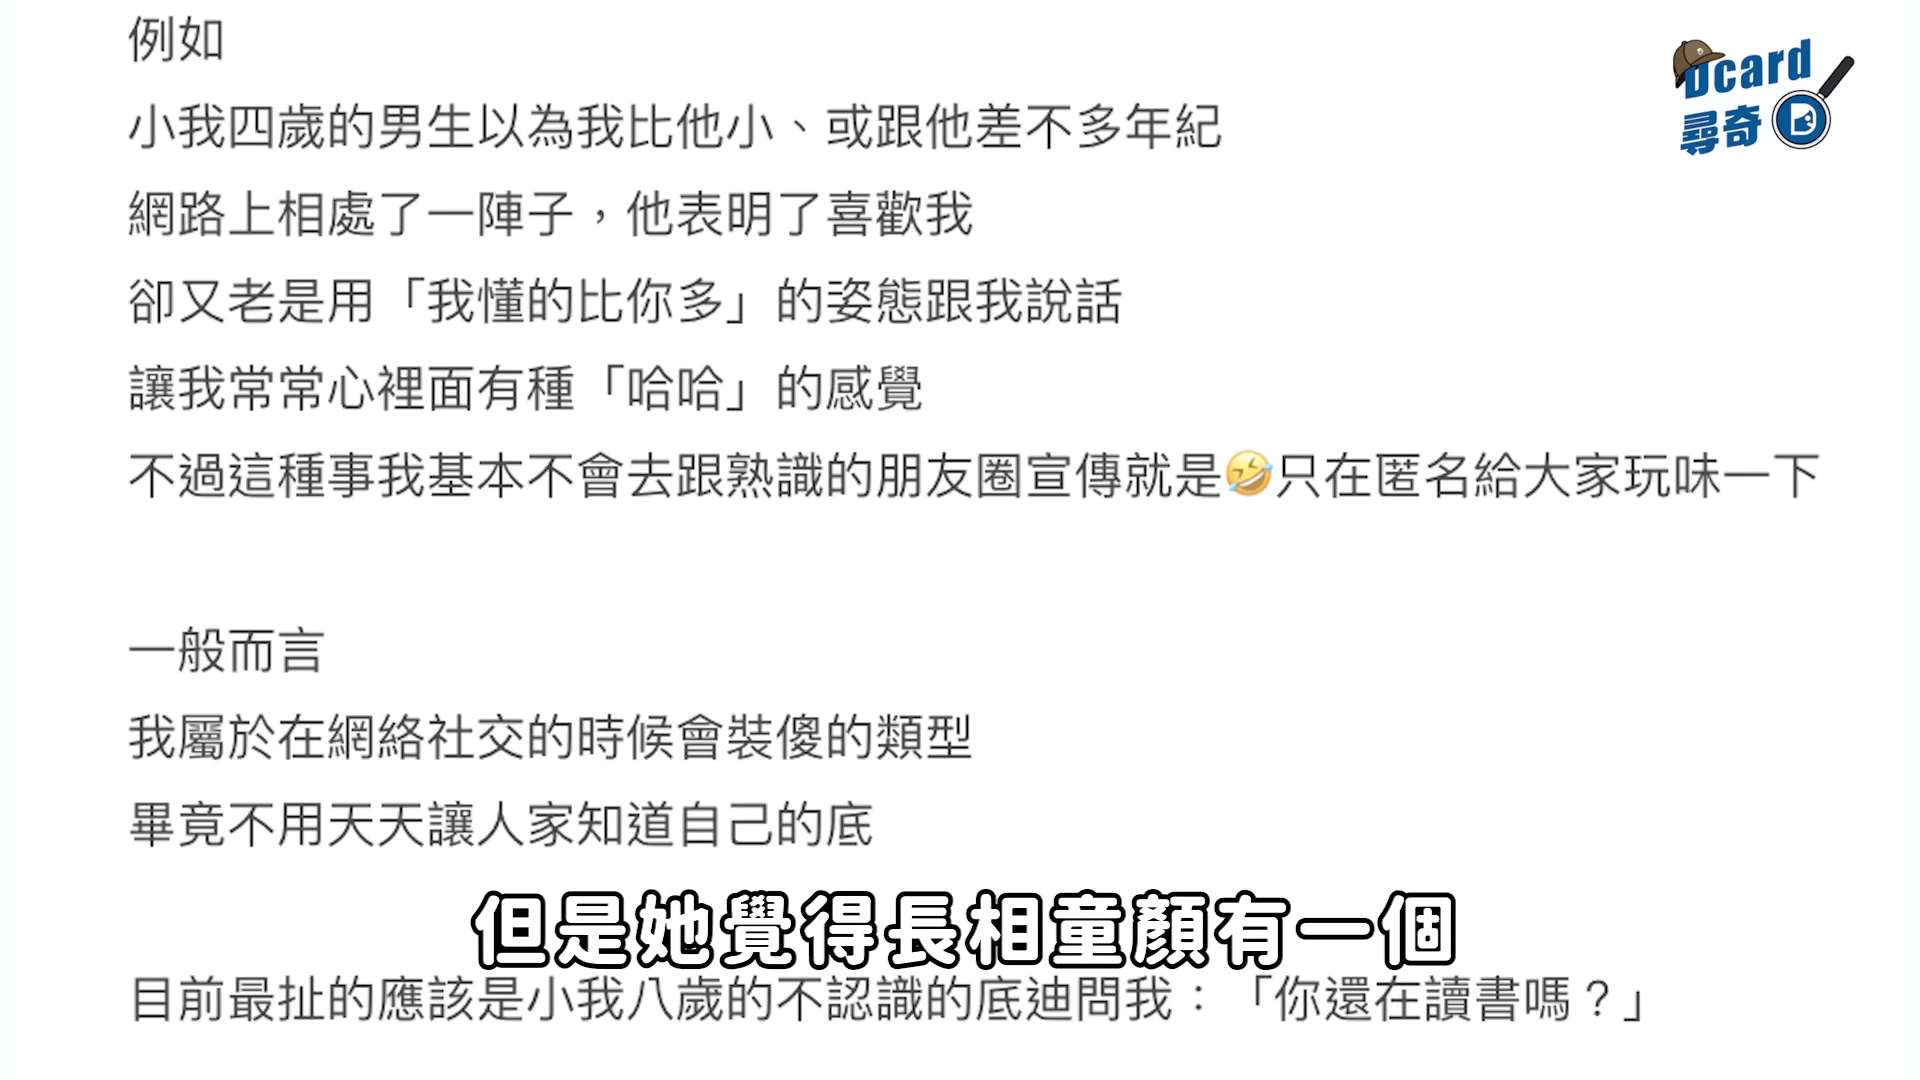 例如
Dcard
尋奇
小我四歲的男生以為我比他小、或跟他差不多年紀
網路上相處了一陣子，他表明了喜歡我
卻又老是用「我懂的比你多」的姿態跟我說話
讓我常常心裡面有種「哈哈」的感覺
不過這種事我基本不會去跟熟識的朋友圈宣傳就是🤣只在匿名給大家玩味一下
一般而言
我屬於在網絡社交的時候會裝傻的類型
畢竟不用天天讓人家知道自己的底
但是她覺得長相童顏有一個
目前最扯的應該是小我八歲的不認識的底迪問我：「你還在讀書嗎？」